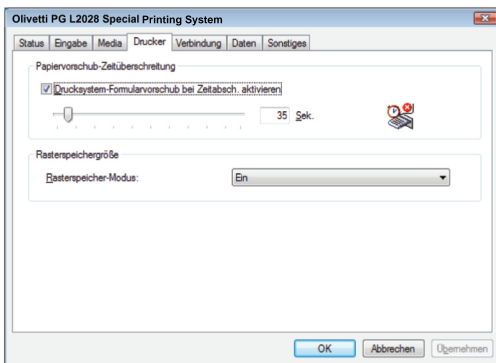 Olivetti PG L2028 Special Printing System
Status Eingabe Media Drucker Verbindung Daten Sonstiges
Papiervorschub-Zeitüberschreitung
Drucksystem-Formularvorschub bei Zeitabsch. aktivieren
35 Sek.
Rasterspeichergröße
Rasterspeicher-Modus: Ein
OK Abbrechen Übernehmen